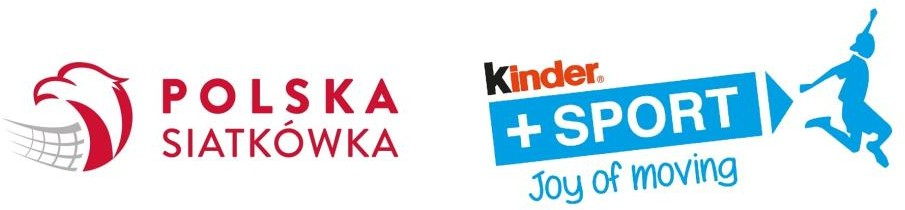 POLSKA
SIATKÓWKA
Kinder®
+ SPORT
Joy of moving